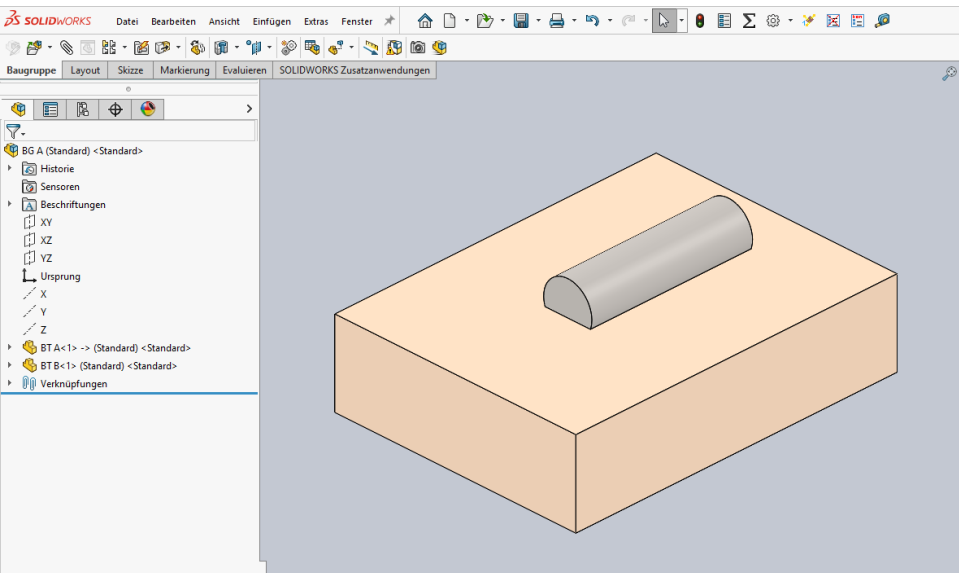 SOLIDWORKS Datei Bearbeiten Ansicht Einfügen Extras Fenster
Baugruppe Layout Skizze Markierung Evaluieren SOLIDWORKS Zusatzanwendungen
BG A (Standard) <Standard>
Historie
Sensoren
Beschriftungen
XY
XZ
YZ
Ursprung
X
Y
Z
BT A<1> -> (Standard) <Standard>
BT B<1> (Standard) <Standard>
Verknüpfungen